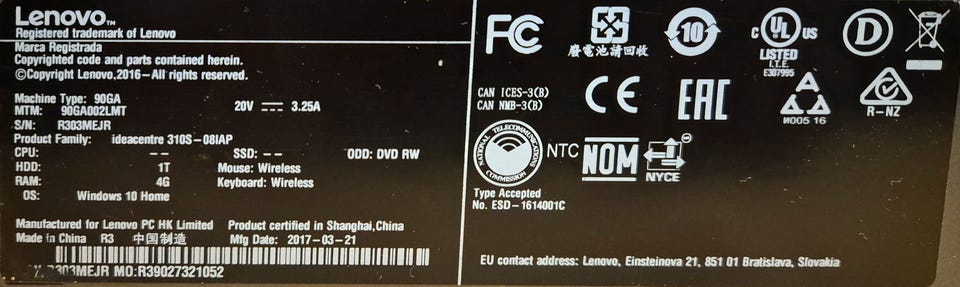 Lenovo™
Registered trademark of Lenovo
Marca Registrada
Copyrighted code and parts contained herein.
©Copyright Lenovo,2016–All rights reserved.
Machine Type: 90GA
MTM: 90GA002LMT 20V 3.25A
S/N: R303MEJR
Product Family: ideacentre 310S-08IAP
CPU: -- SSD: -- ODD: DVD RW
HDD: 1T Mouse: Wireless
RAM: 4G Keyboard: Wireless
OS: Windows 10 Home
Manufactured for Lenovo PC HK Limited Product certified in Shanghai,China
Made in China R3 中国制造 Mfg Date: 2017-03-21
R303MEJR MO:R39027321052
FC
廢電池請回收
10
C UL US
LISTED
I.T.E.
E307995
D
CAN ICES-3(B)
CAN NMB-3(B)
CE
EAC
N005 16
R-NZ
NATIONAL TELECOMMUNICATIONS COMMISSION
NTC
NOM
NYCE
Type Accepted
No. ESD-1614001C
EU contact address: Lenovo, Einsteinova 21, 851 01 Bratislava, Slovakia